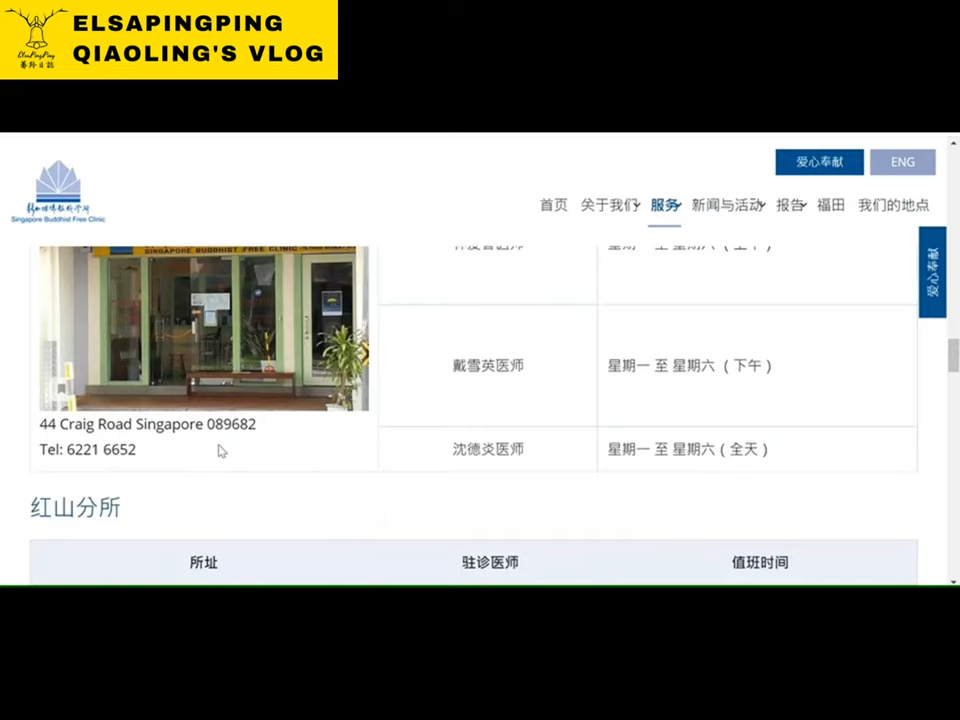 ELSAPINGPING
QIAOLING'S VLOG
ElsaPingPing
爱心奉献
ENG
Singapore Buddhist Free Clinic
首页
关于我们
服务
新闻与活动
报告
福田
我们的地点
爱心奉献
SINGAPORE BUDDHIST FREE CLINIC
戴雪英医师
星期一 至 星期六 （ 下午 ）
44 Craig Road Singapore 089682
Tel: 6221 6652
沈德炎医师
星期一 至 星期六 ( 全天 )
红山分所
所址
驻诊医师
值班时间